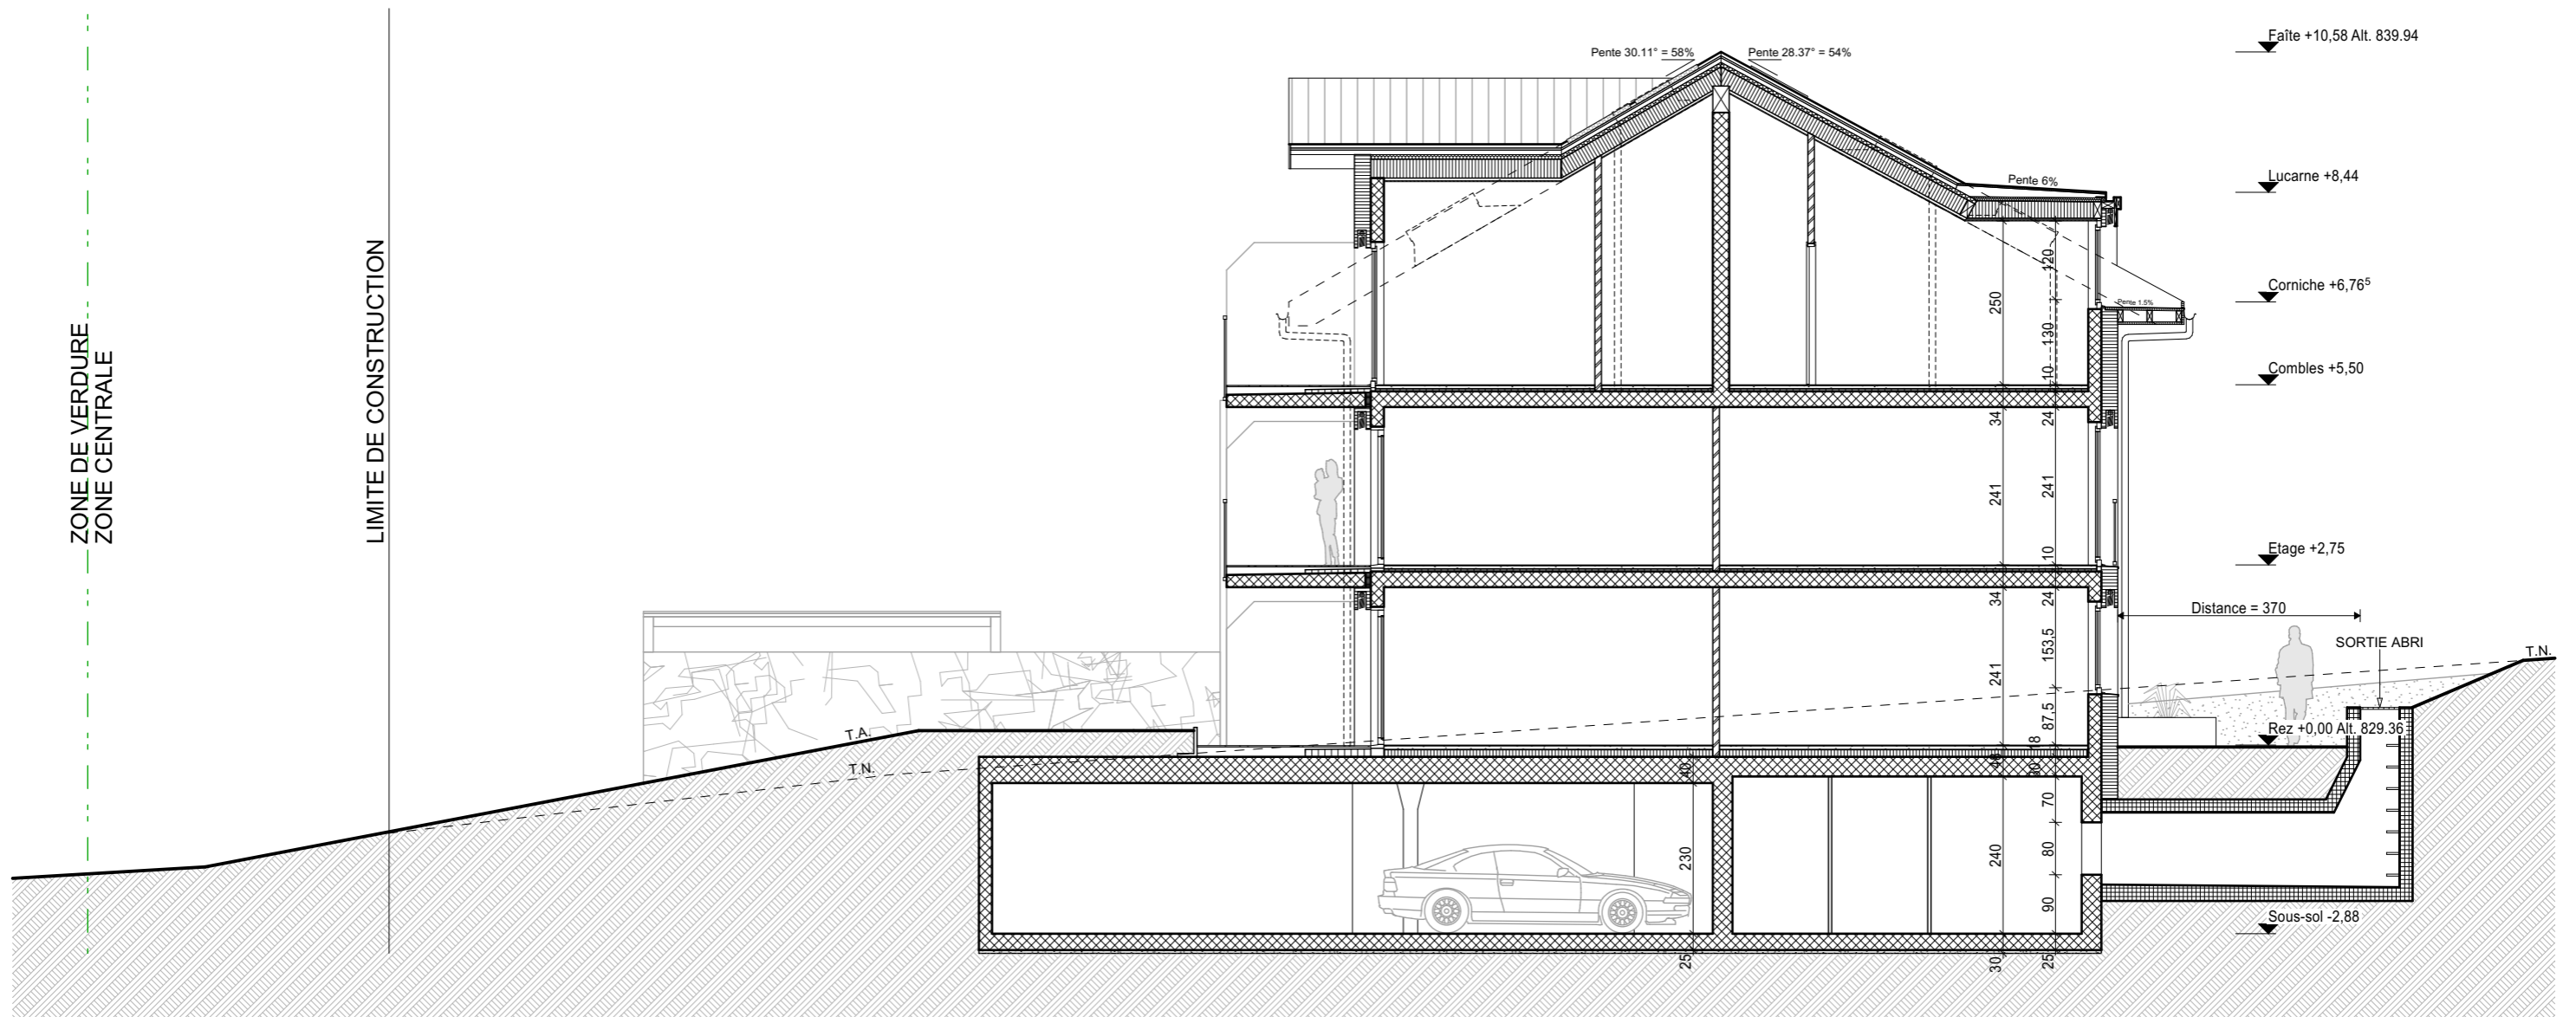 Faîte +10,58 Alt. 839.94
Pente 30.11° = 58%
Pente 28.37° = 54%
Lucarne +8,44
Pente 6%
ZONE DE VERDURE
ZONE CENTRALE
LIMITE DE CONSTRUCTION
120
250
Corniche +6,76⁵
Pente 1.5%
130
Combles +5,50
10
34
24
241
241
Etage +2,75
10
34
24
Distance = 370
SORTIE ABRI
T.N.
153,5
241
87,5
T.A.
Rez +0,00 Alt. 829.36
18
T.N.
40
70
230
240
80
90
Sous-sol -2,88
25
30
25